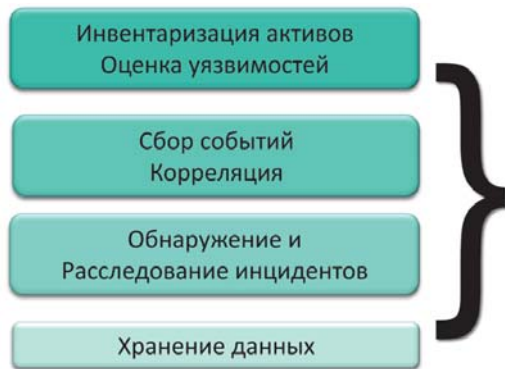 Инвентаризация активов
Оценка уязвимостей
Сбор событий
Корреляция
Обнаружение и
Расследование инцидентов
Хранение данных